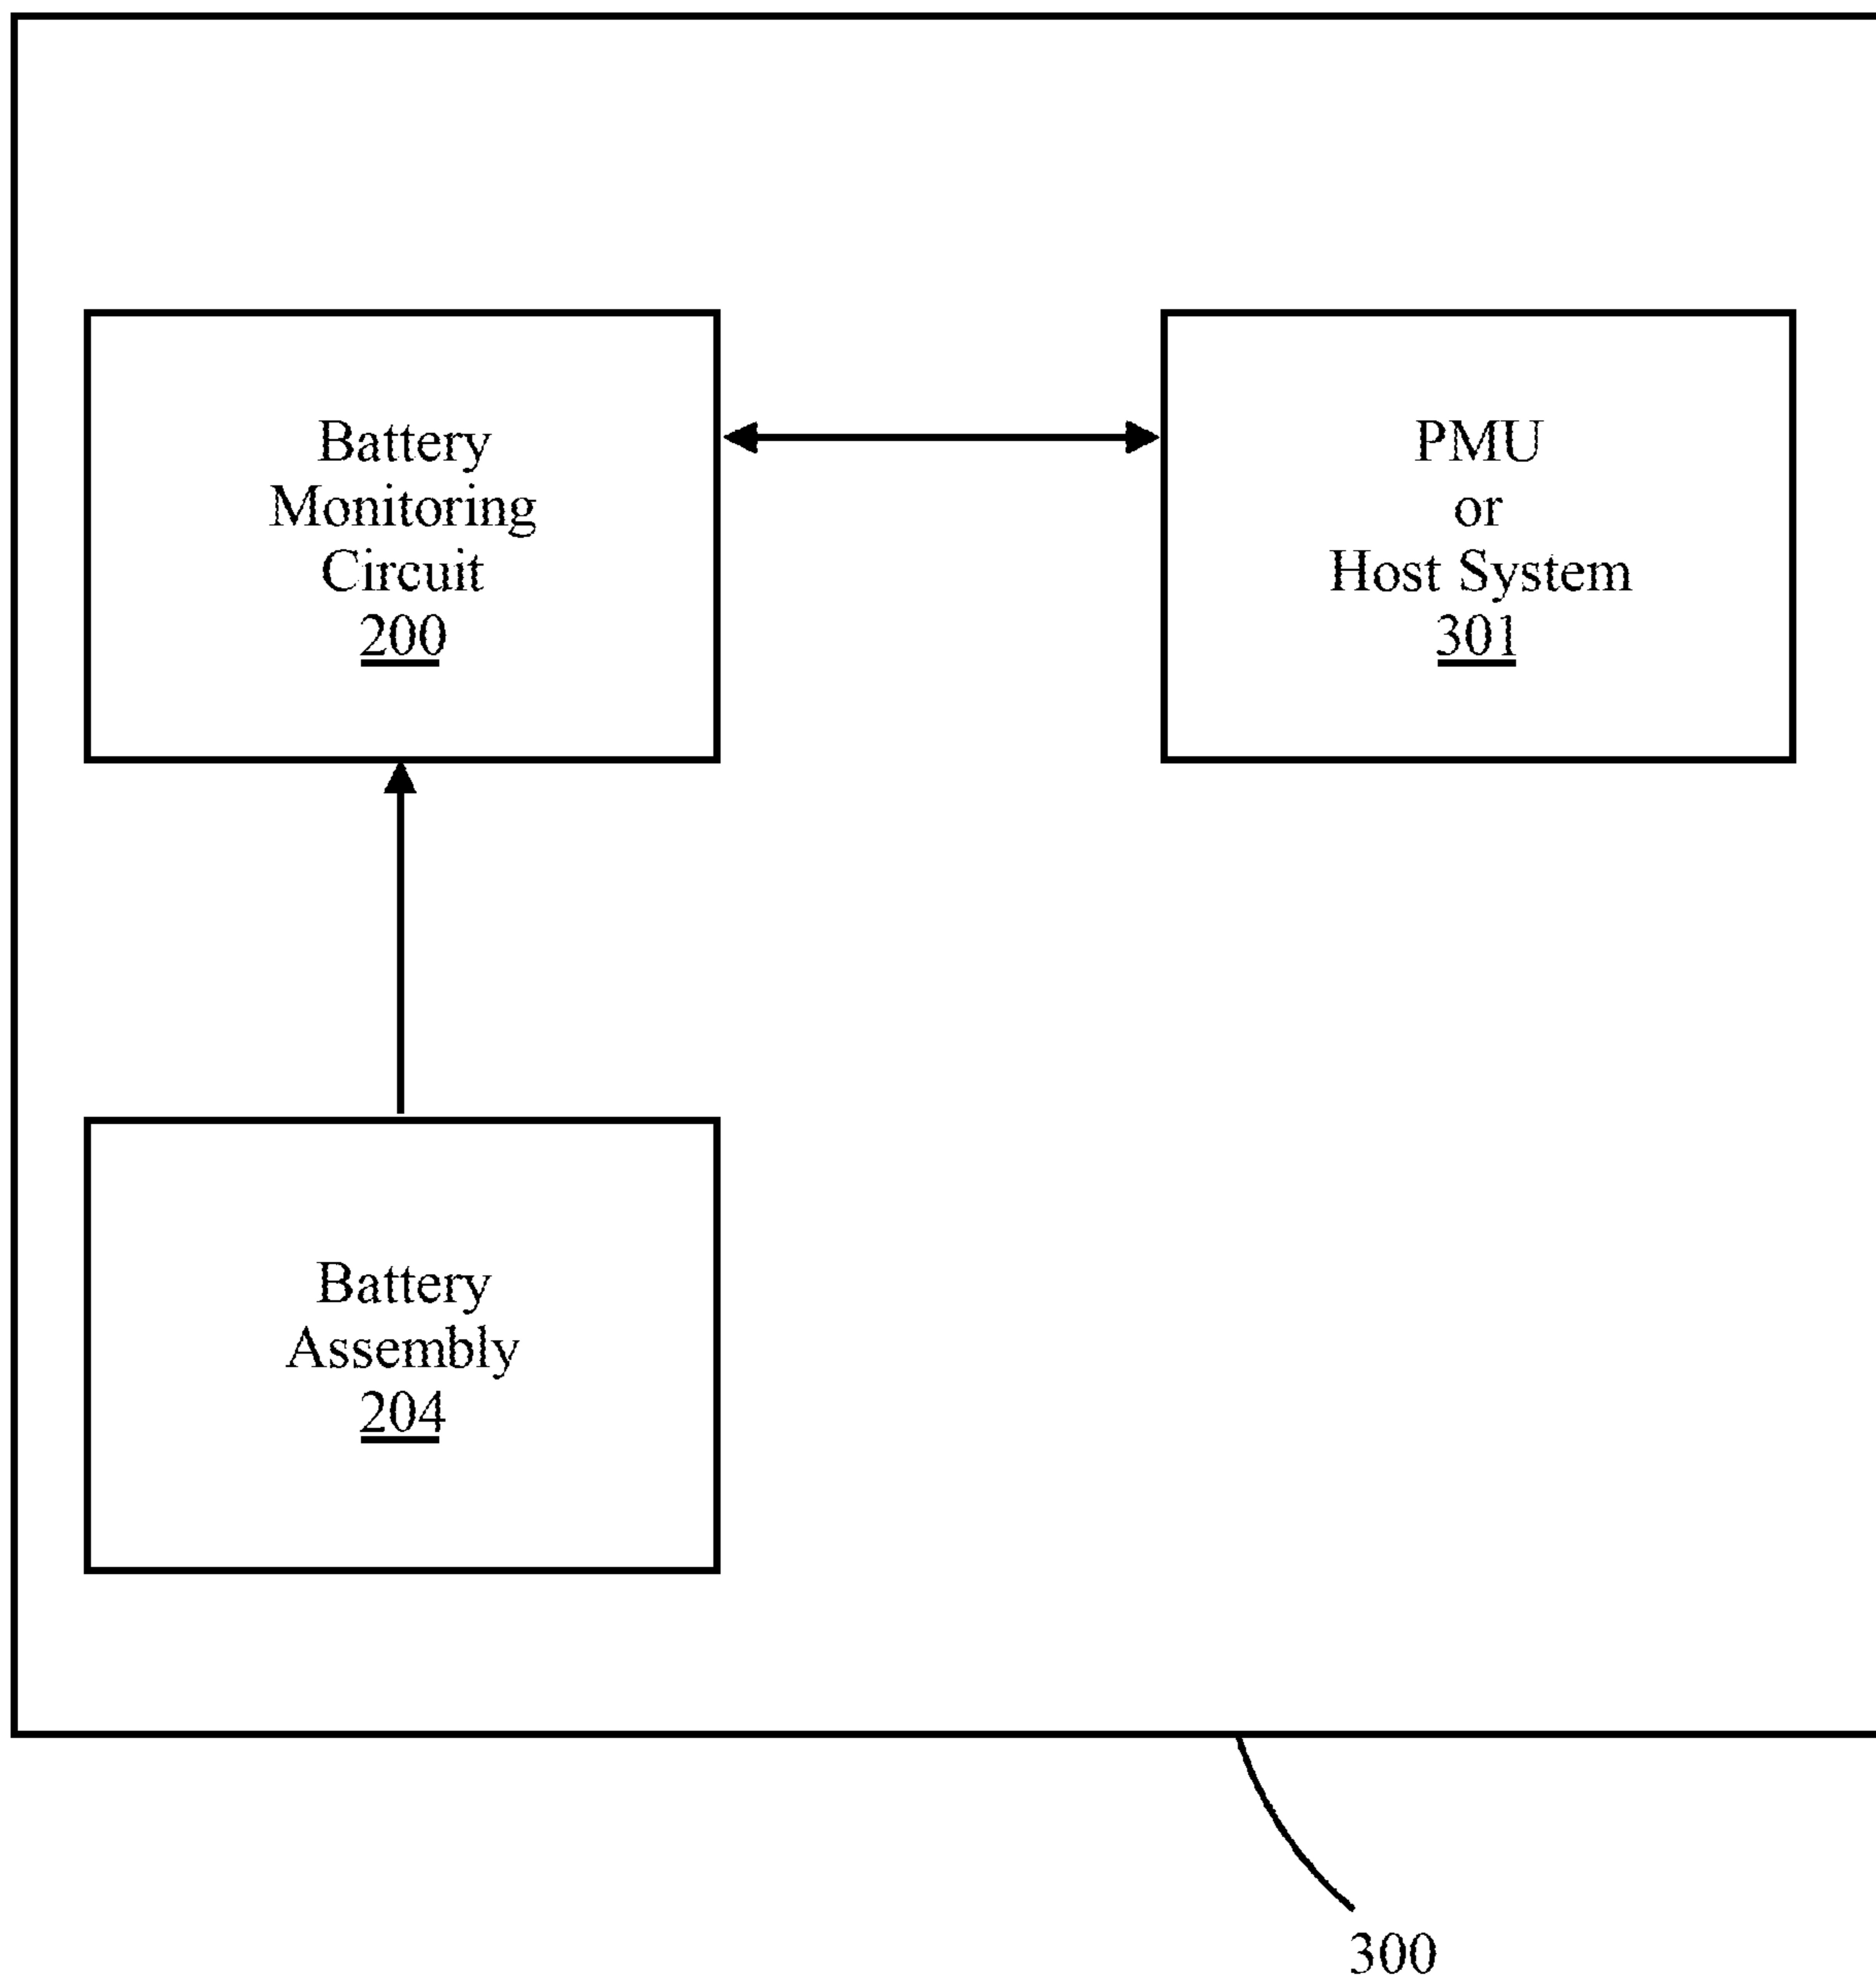 Battery
Monitoring
Circuit
200
PMU
or
Host System
301
Battery
Assembly
204
300